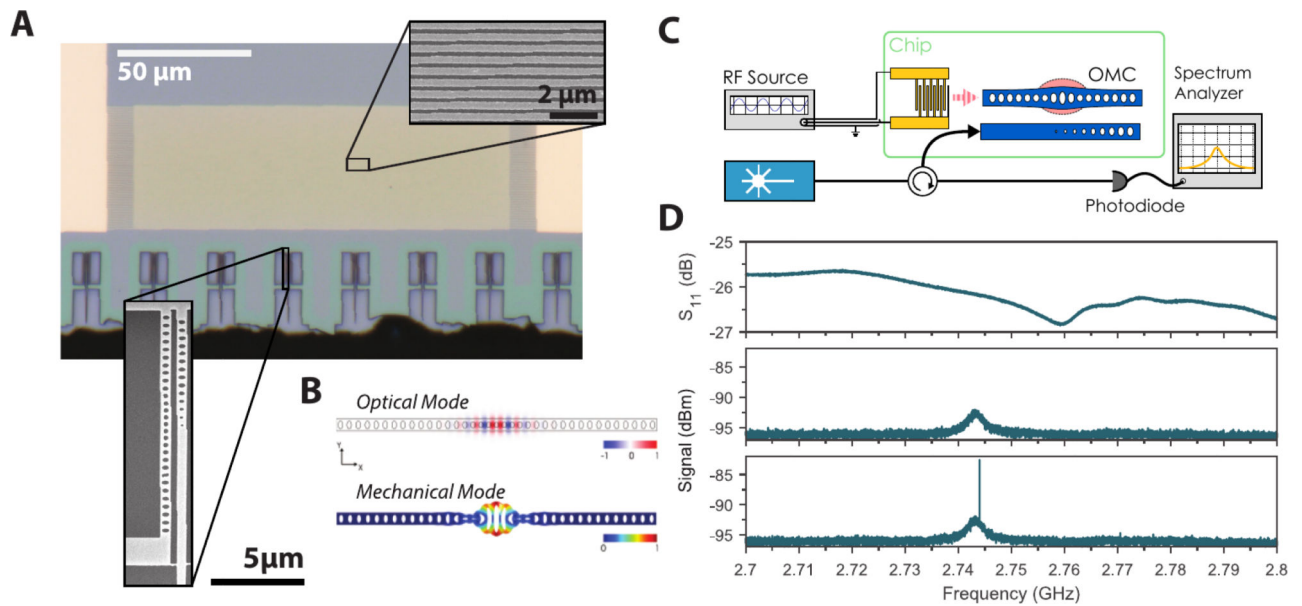 A
50 μm
2 μm
5μm
B
Optical Mode
Y
X
-1 0 1
Mechanical Mode
0 1
C
Chip
RF Source
OMC
Spectrum
Analyzer
Photodiode
D
-25
-26
-27
S11 (dB)
-85
-90
-95
-85
-90
-95
Signal (dBm)
2.7 2.71 2.72 2.73 2.74 2.75 2.76 2.77 2.78 2.79 2.8
Frequency (GHz)